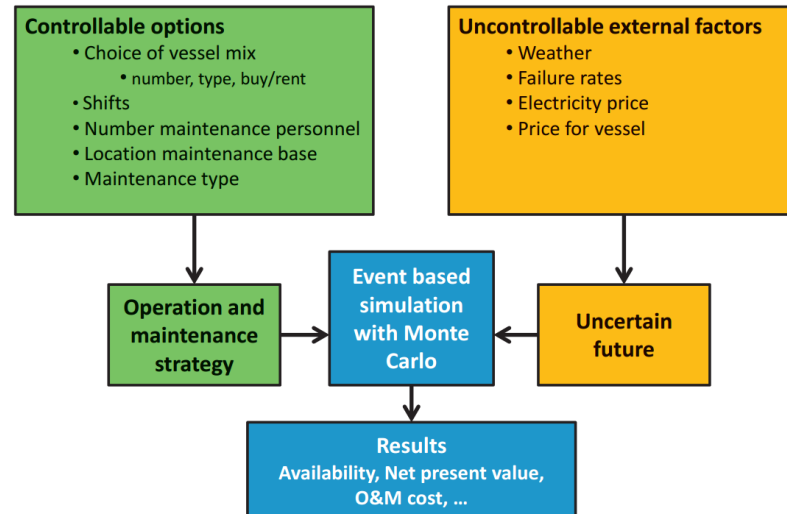 Controllable options
• Choice of vessel mix
• number, type, buy/rent
• Shifts
• Number maintenance personnel
• Location maintenance base
• Maintenance type
Uncontrollable external factors
• Weather
• Failure rates
• Electricity price
• Price for vessel
Operation and
maintenance
strategy
Event based
simulation
with Monte
Carlo
Uncertain
future
Results
Availability, Net present value,
O&M cost, ...